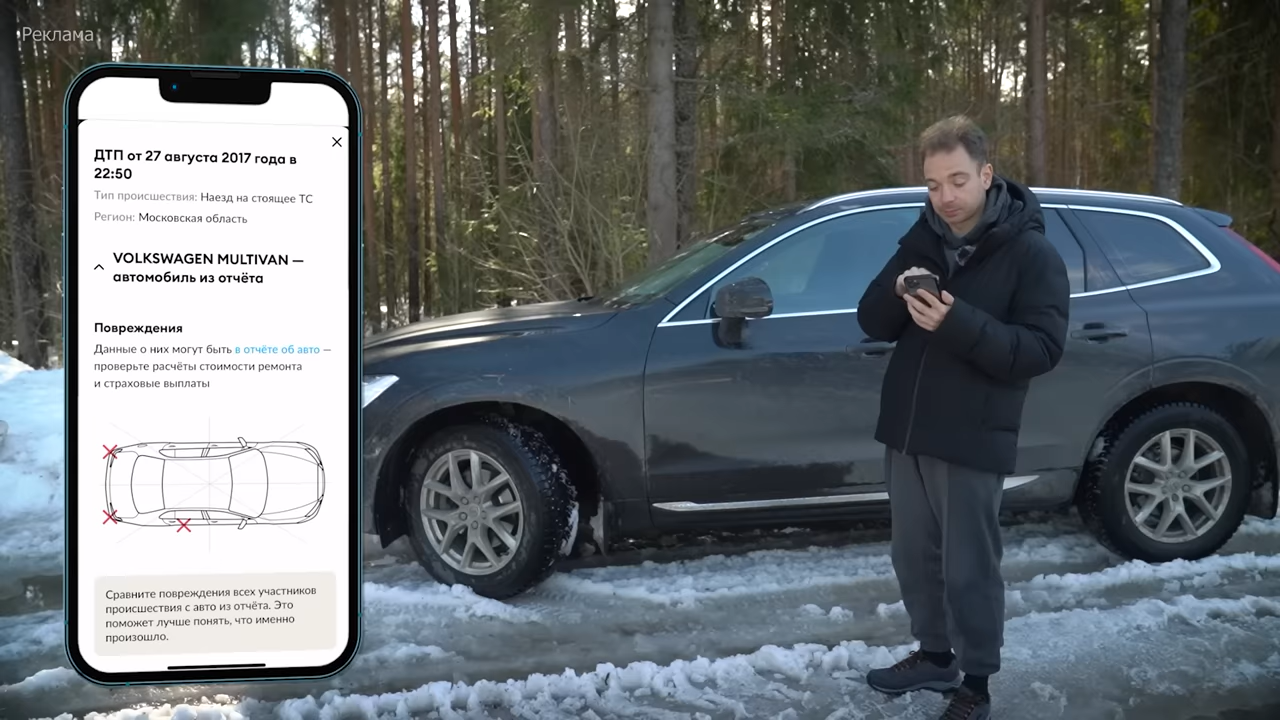 Реклама
ДТП от 27 августа 2017 года в
22:50
Тип происшествия: Наезд на стоящее ТС
Регион: Московская область
VOLKSWAGEN MULTIVAN —
автомобиль из отчёта
Повреждения
Данные о них могут быть в отчёте об авто —
проверьте расчёты стоимости ремонта
и страховые выплаты
Сравните повреждения всех участников
происшествия с авто из отчёта. Это
поможет лучше понять, что именно
произошло.